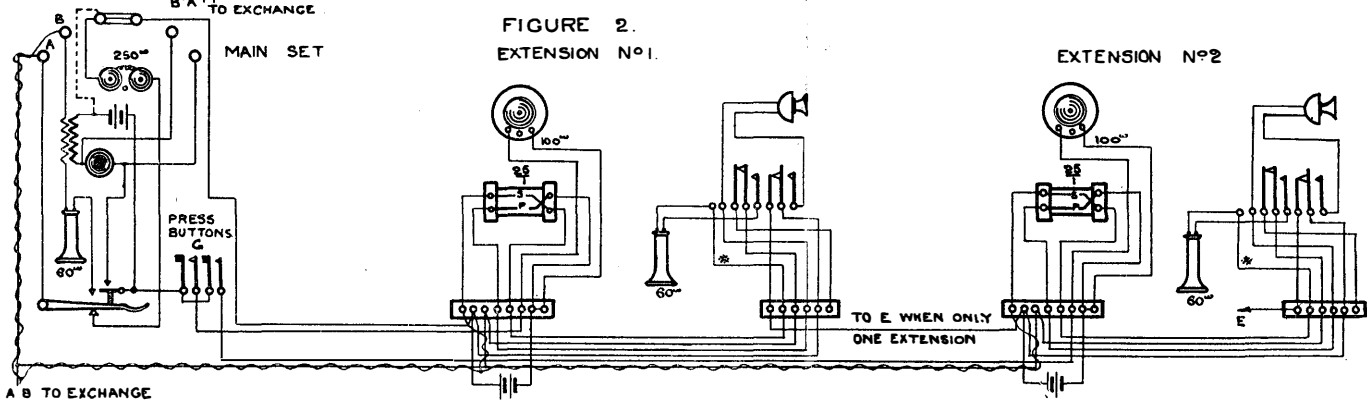 B A
TO EXCHANGE
FIGURE 2.
B
A
MAIN SET
250ω
EXTENSION Nº1.
EXTENSION Nº2
100ω
100ω
25
S
P
25
S
P
PRESS
BUTTONS
G
60ω
60ω
*
60ω
*
TO E WHEN ONLY
ONE EXTENSION
E
A B TO EXCHANGE